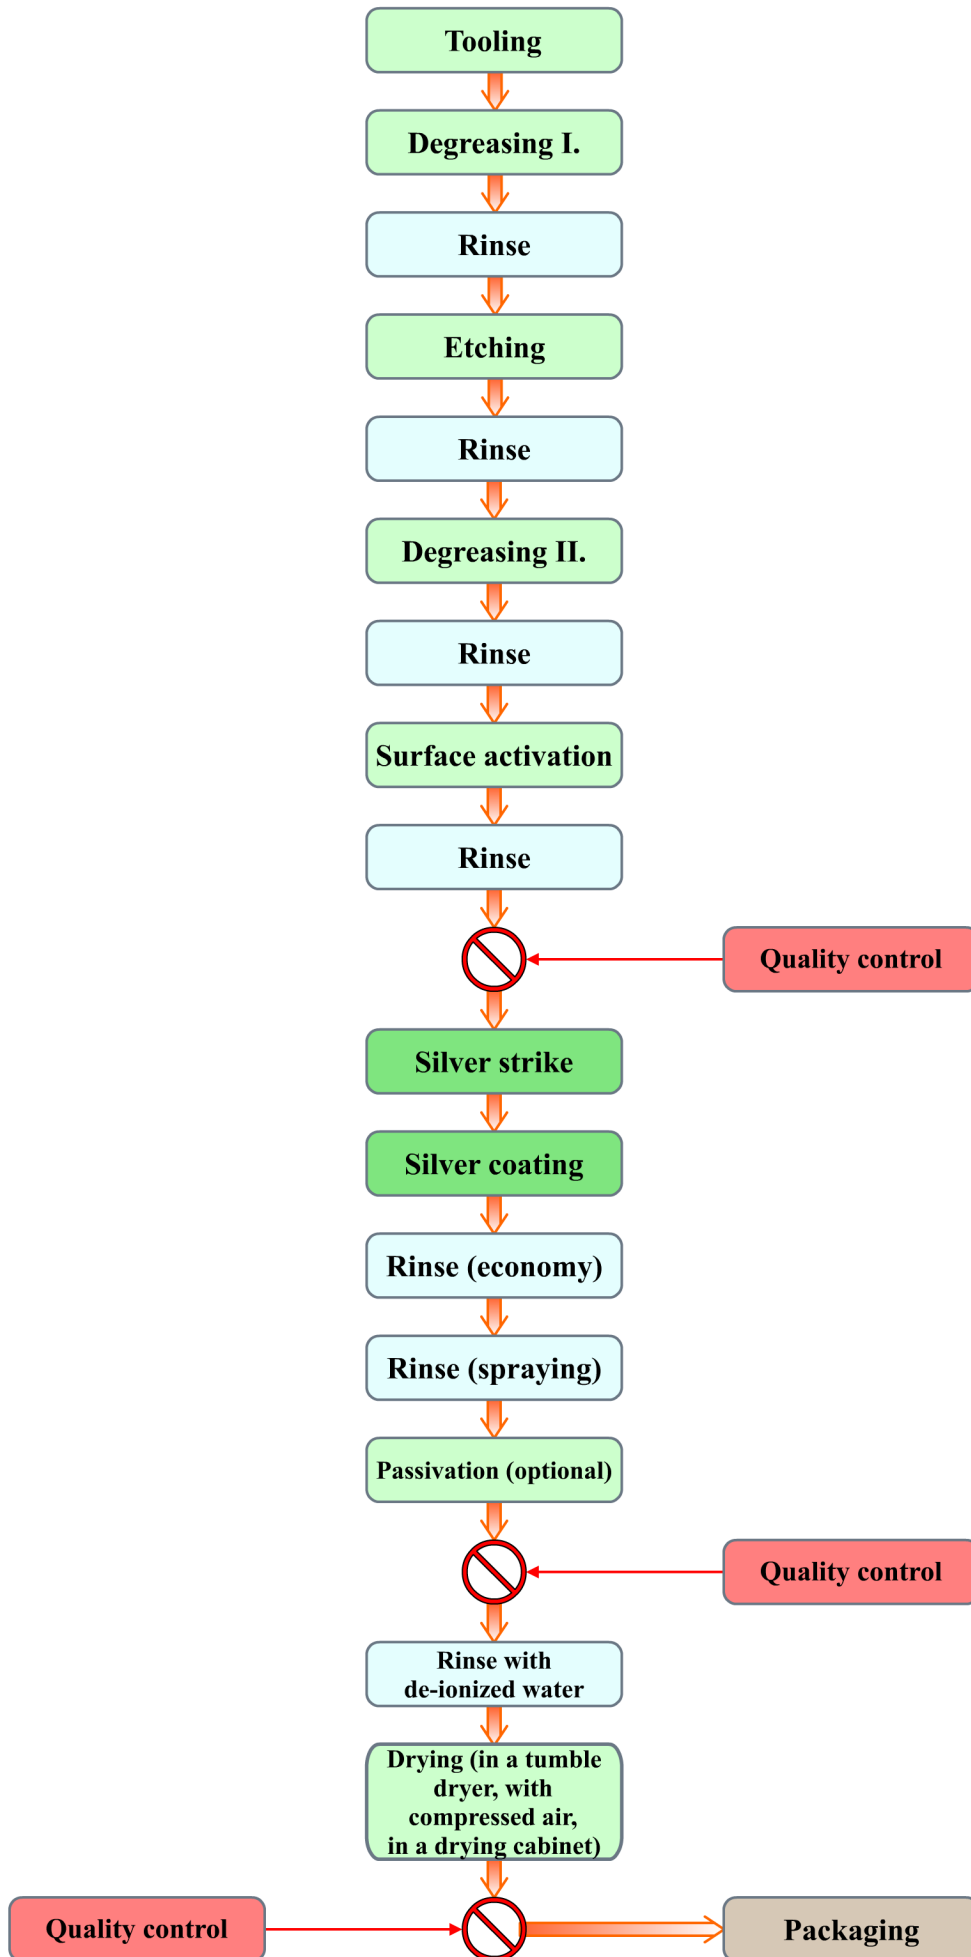 Tooling
Degreasing I.
Rinse
Etching
Rinse
Degreasing II.
Rinse
Surface activation
Rinse
Quality control
Silver strike
Silver coating
Rinse (economy)
Rinse (spraying)
Passivation (optional)
Quality control
Rinse with
de-ionized water
Drying (in a tumble
dryer, with
compressed air,
in a drying cabinet)
Quality control
Packaging